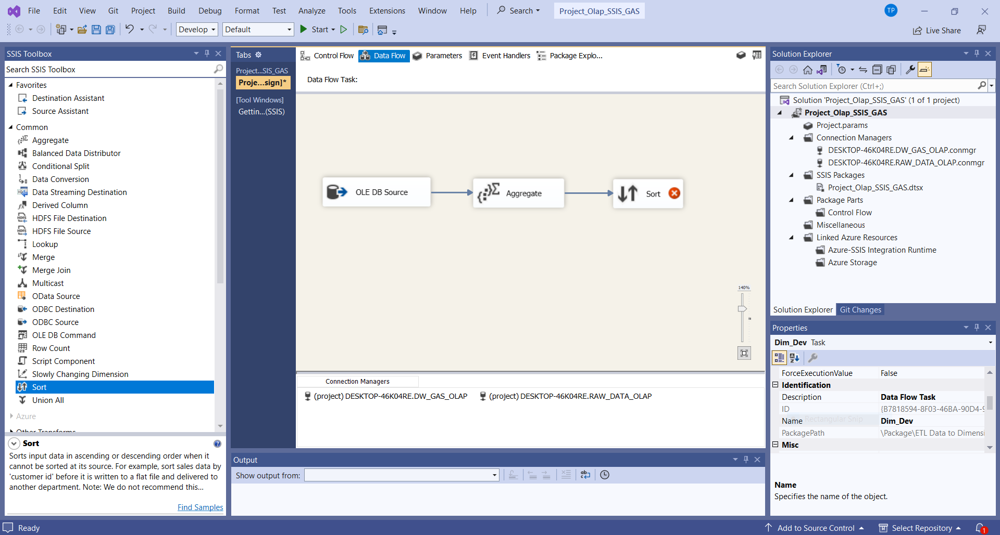 File Edit View Git Project Build Debug Format Test Analyze Tools Extensions Window Help Search Project_Olap_SSIS_GAS TP
Develop Default Start Live Share
SSIS Toolbox
Search SSIS Toolbox
Favorites
Destination Assistant
Source Assistant
Common
Aggregate
Balanced Data Distributor
Conditional Split
Data Conversion
Data Streaming Destination
Derived Column
HDFS File Destination
HDFS File Source
Lookup
Merge
Merge Join
Multicast
OData Source
ODBC Destination
ODBC Source
OLE DB Command
Row Count
Script Component
Slowly Changing Dimension
Sort
Union All
Azure
Other Transforms
Sort
Sorts input data in ascending or descending order when it
cannot be sorted at its source. For example, sort sales data by
'customer id' before it is written to a flat file and delivered to
another department. Note: We do not recommend this...
Find Samples
Tabs
Project...SIS_GAS
Proje...sign]*
[Tool Windows]
Gettin...(SSIS)
Control Flow Data Flow Parameters Event Handlers Package Explo...
Data Flow Task:
OLE DB Source
Aggregate
Sort
140%
Connection Managers
(project) DESKTOP-46K04RE.DW_GAS_OLAP (project) DESKTOP-46K04RE.RAW_DATA_OLAP
Output
Show output from:
Solution Explorer
Search Solution Explorer (Ctrl+;)
Solution 'Project_Olap_SSIS_GAS' (1 of 1 project)
Project_Olap_SSIS_GAS
Project.params
Connection Managers
DESKTOP-46K04RE.DW_GAS_OLAP.conmgr
DESKTOP-46K04RE.RAW_DATA_OLAP.conmgr
SSIS Packages
Project_Olap_SSIS_GAS.dtsx
Package Parts
Control Flow
Miscellaneous
Linked Azure Resources
Azure-SSIS Integration Runtime
Azure Storage
Solution Explorer Git Changes
Properties
Dim_Dev Task
ForceExecutionValue False
Identification
Description Data Flow Task
ID {B7818594-8F03-46BA-90D4-9
Rectangular Snip
Name Dim_Dev
PackagePath \Package\ETL Data to Dimensi
Misc
Name
Specifies the name of the object.
Ready Add to Source Control Select Repository 1